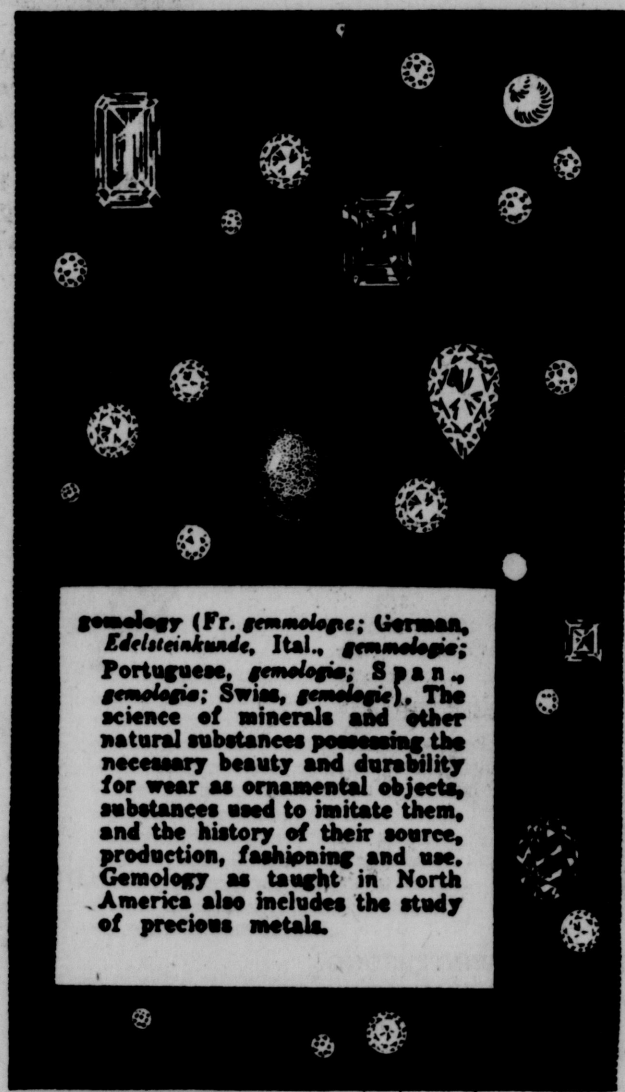 gemology (Fr. gemmologie; German,
Edelsteinkunde, Ital., gemmologia;
Portuguese, gemologia; Span.,
gemologia; Swiss, gemologie). The
science of minerals and other
natural substances possessing the
necessary beauty and durability
for wear as ornamental objects,
substances used to imitate them,
and the history of their source,
production, fashioning and use.
Gemology as taught in North
America also includes the study
of precious metals.